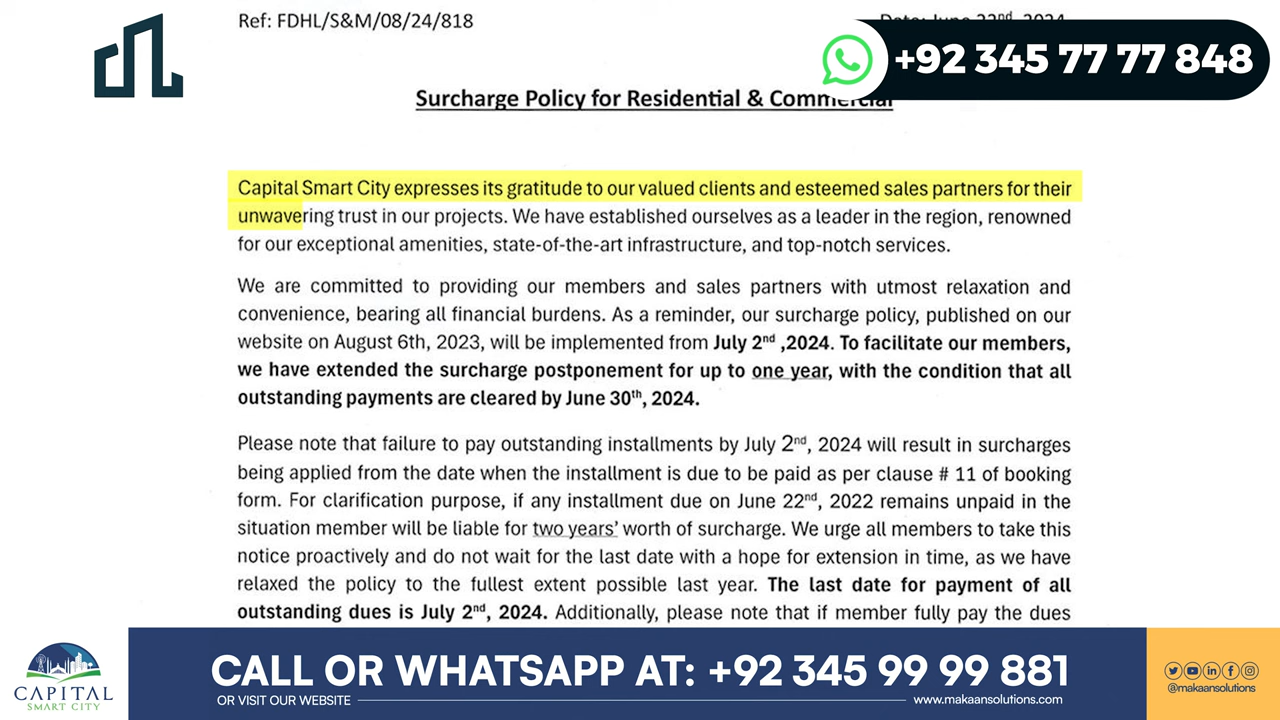 Ref: FDHL/S&M/08/24/818
+92 345 77 77 848
Surcharge Policy for Residential & Commercial
Capital Smart City expresses its gratitude to our valued clients and esteemed sales partners for their
unwavering trust in our projects. We have established ourselves as a leader in the region, renowned
for our exceptional amenities, state-of-the-art infrastructure, and top-notch services.
We are committed to providing our members and sales partners with utmost relaxation and
convenience, bearing all financial burdens. As a reminder, our surcharge policy, published on our
website on August 6th, 2023, will be implemented from July 2nd ,2024. To facilitate our members,
we have extended the surcharge postponement for up to one year, with the condition that all
outstanding payments are cleared by June 30th, 2024.
Please note that failure to pay outstanding installments by July 2nd, 2024 will result in surcharges
being applied from the date when the installment is due to be paid as per clause # 11 of booking
form. For clarification purpose, if any installment due on June 22nd, 2022 remains unpaid in the
situation member will be liable for two years' worth of surcharge. We urge all members to take this
notice proactively and do not wait for the last date with a hope for extension in time, as we have
relaxed the policy to the fullest extent possible last year. The last date for payment of all
outstanding dues is July 2nd, 2024. Additionally, please note that if member fully pay the dues
CAPITAL
SMART CITY
CALL OR WHATSAPP AT: +92 345 99 99 881
OR VISIT OUR WEBSITE
www.makaansolutions.com
@makaansolutions